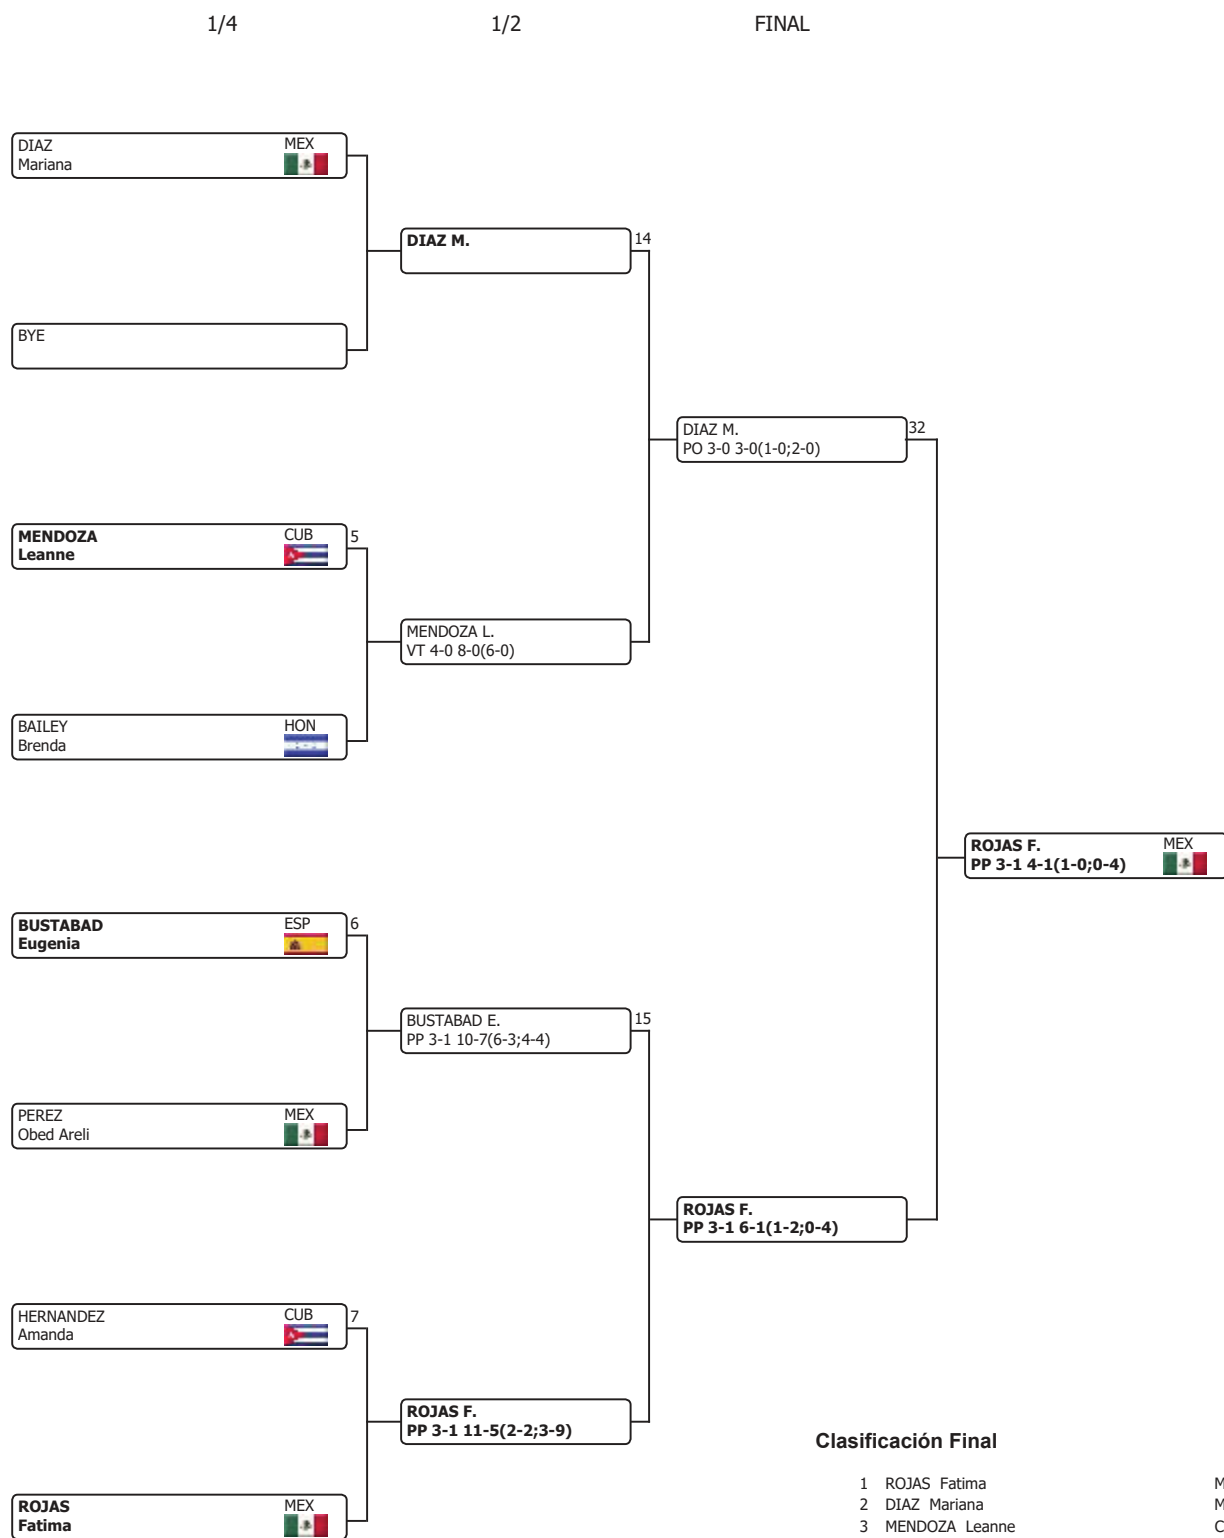 1/4 1/2 FINAL
DIAZ MEX
Mariana
DIAZ M. 14
BYE
DIAZ M. 32
PO 3-0 3-0(1-0;2-0)
MENDOZA CUB 5
Leanne
MENDOZA L.
VT 4-0 8-0(6-0)
BAILEY HON
Brenda
ROJAS F. MEX
PP 3-1 4-1(1-0;0-4)
BUSTABAD ESP 6
Eugenia
BUSTABAD E. 15
PP 3-1 10-7(6-3;4-4)
PEREZ MEX
Obed Areli
ROJAS F.
PP 3-1 6-1(1-2;0-4)
HERNANDEZ CUB 7
Amanda
ROJAS F.
PP 3-1 11-5(2-2;3-9)
Clasificación Final
ROJAS MEX
Fatima
1 ROJAS Fatima
2 DIAZ Mariana
3 MENDOZA Leanne